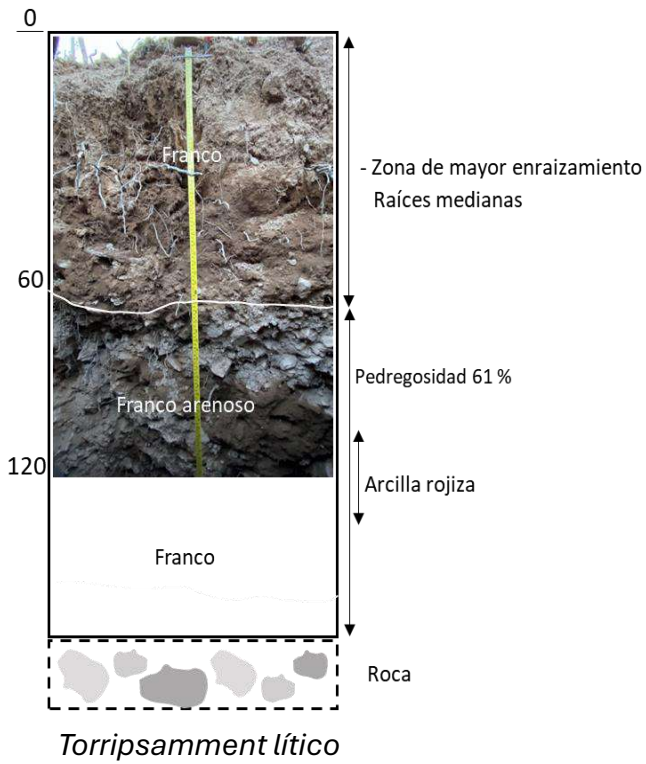 0
Franco
- Zona de mayor enraizamiento
Raíces medianas
60
Pedregosidad 61 %
Franco arenoso
120
Arcilla rojiza
Franco
Roca
Torripsamment lítico